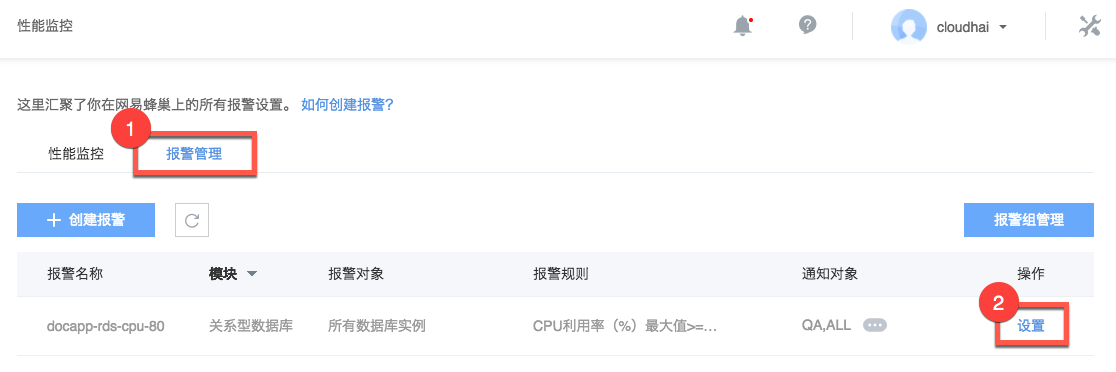 性能监控 cloudhai
这里汇聚了你在网易蜂巢上的所有报警设置。 如何创建报警?
1
性能监控 报警管理
创建报警 报警组管理
报警名称 模块 报警对象 报警规则 通知对象 操作
2
docapp-rds-cpu-80 关系型数据库 所有数据库实例 CPU利用率（%）最大值>=... QA,ALL 设置